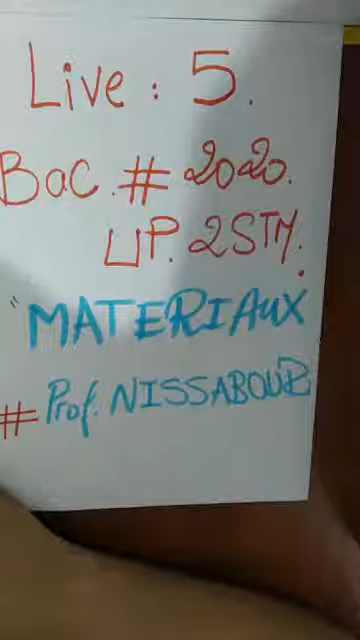 Live : 5.
Bac # 2020.
UP. 2STM.
"MATERIAUX
# Prof. NISSABOUR